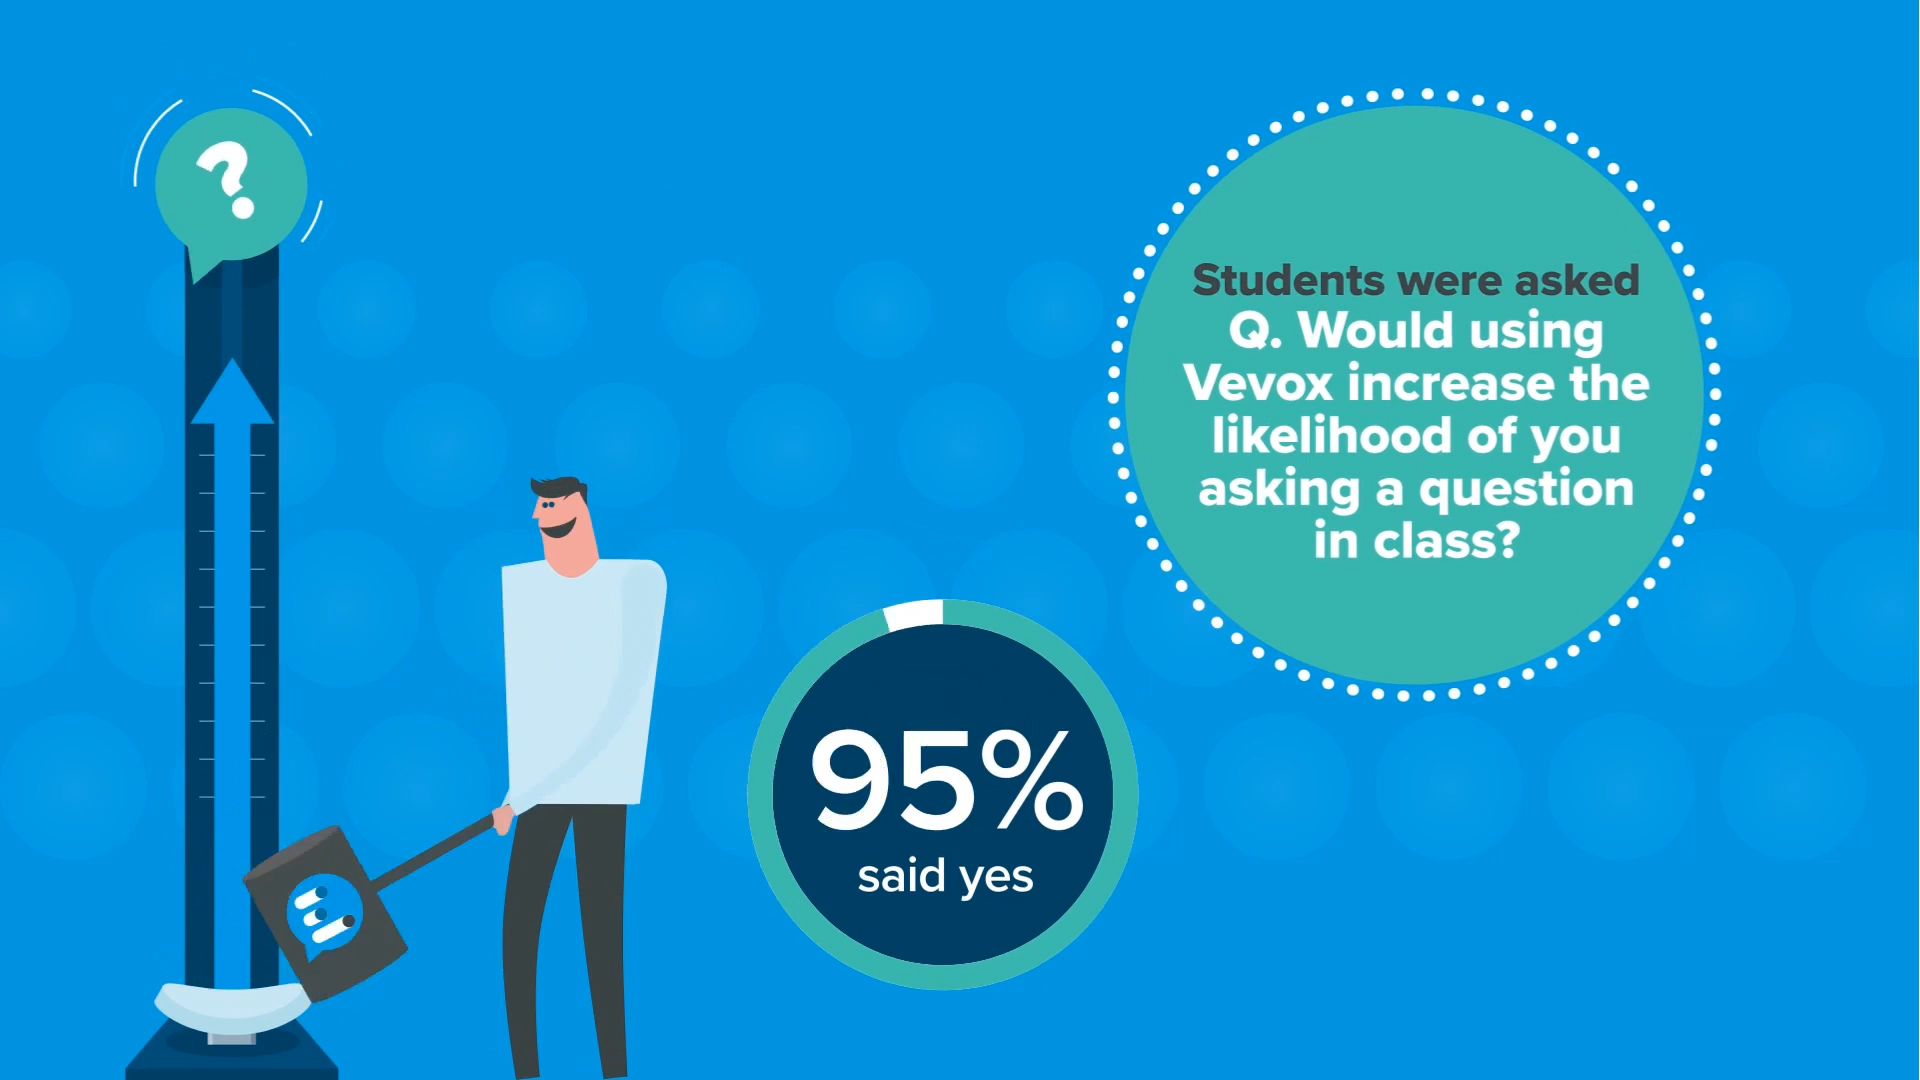 ?
Students were asked
Q. Would using
Vevox increase the
likelihood of you
asking a question
in class?
95%
said yes